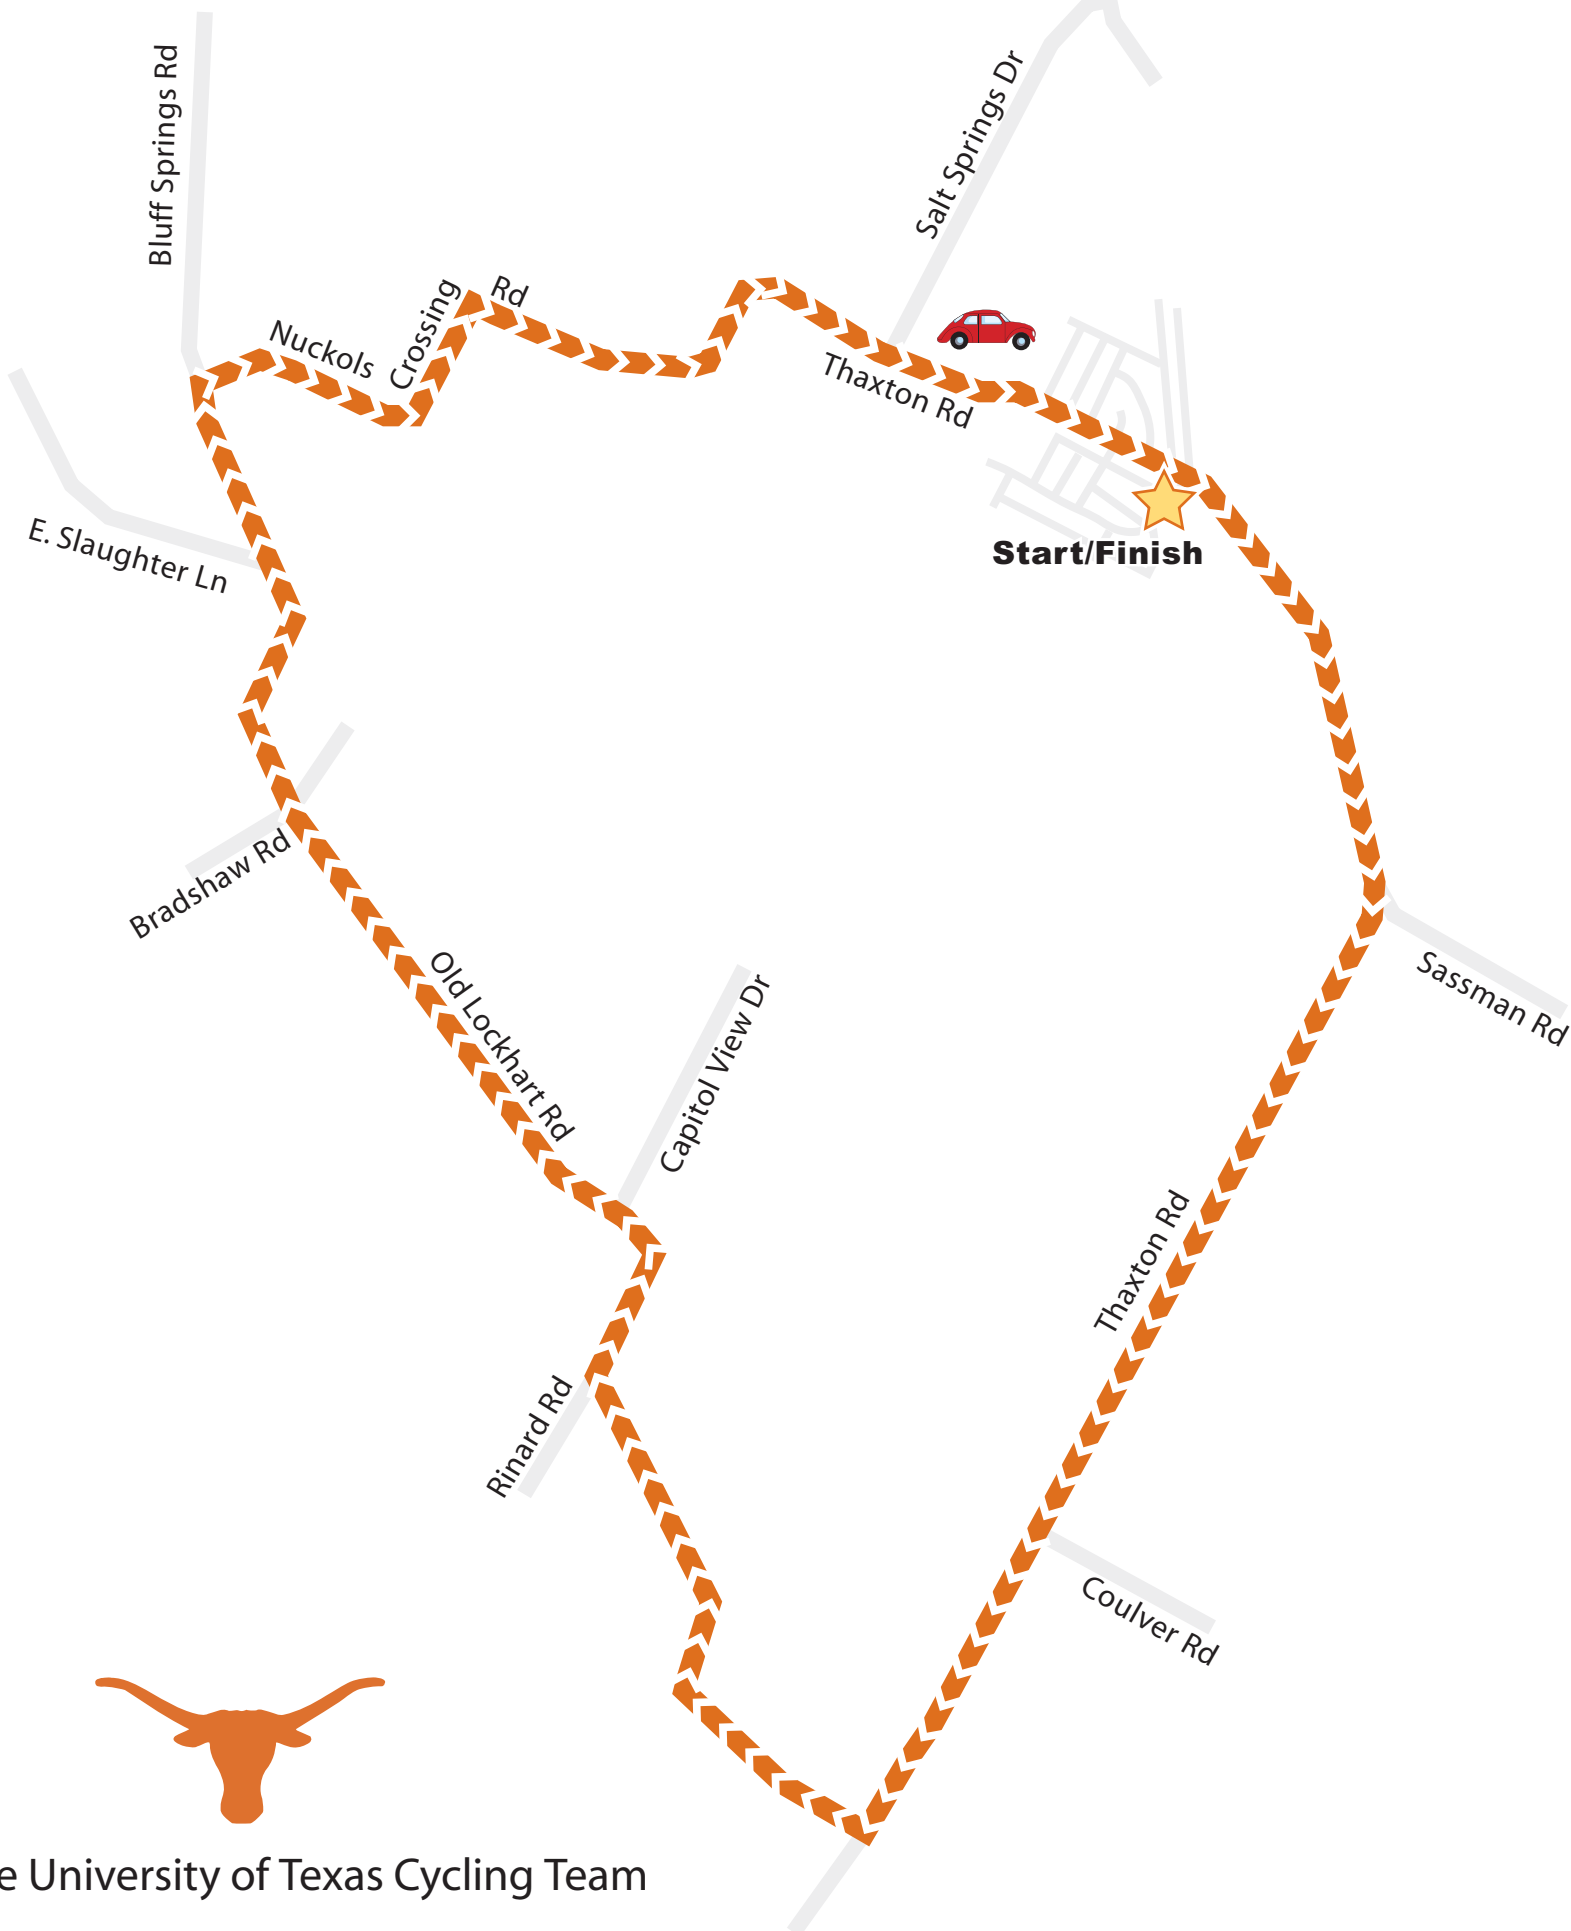 Bluff Springs Rd
Salt Springs Dr
Nuckols
Crossing
Rd
Thaxton Rd
Start/Finish
E. Slaughter Ln
Bradshaw Rd
Old Lockhart Rd
Capitol View Dr
Sassman Rd
Thaxton Rd
Rinard Rd
Coulver Rd
e University of Texas Cycling Team